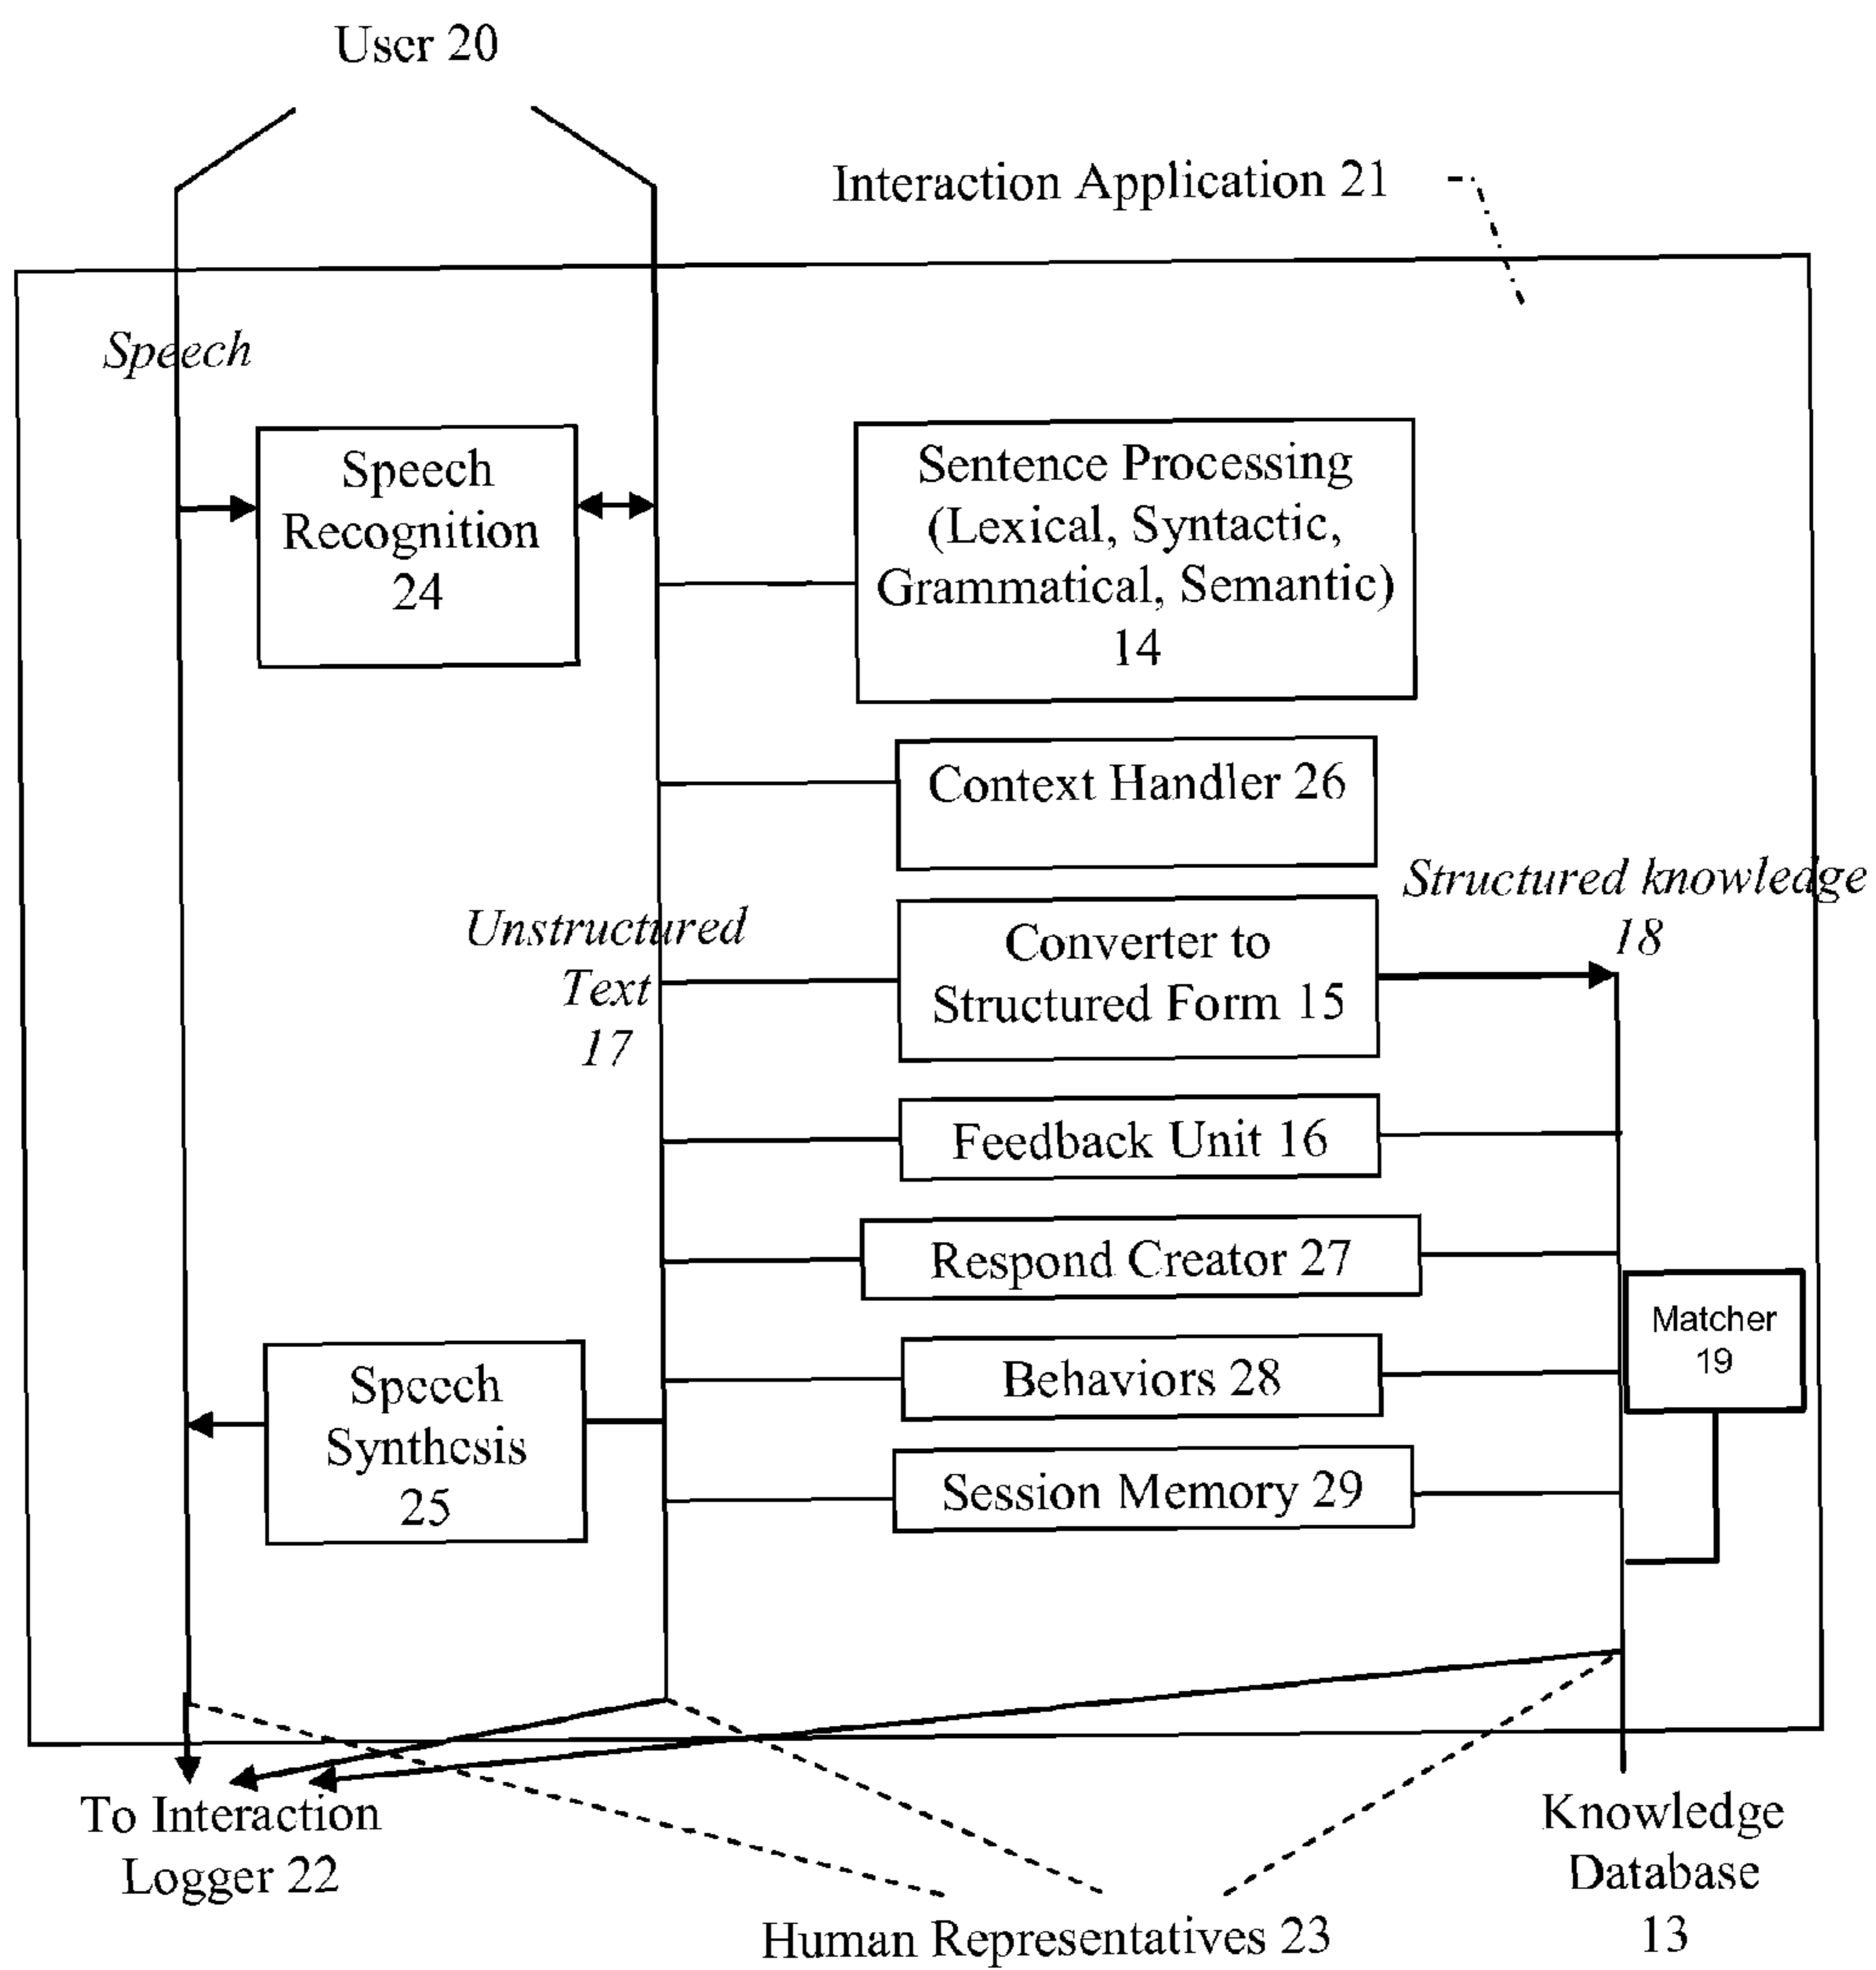 User 20
Interaction Application 21
Speech
Speech
Recognition
24
Sentence Processing
(Lexical, Syntactic,
Grammatical, Semantic)
14
Context Handler 26
Structured knowledge
18
Unstructured
Text
17
Converter to
Structured Form 15
Feedback Unit 16
Respond Creator 27
Matcher
19
Behaviors 28
Speech
Synthesis
25
Session Memory 29
To Interaction
Logger 22
Knowledge
Database
13
Human Representatives 23